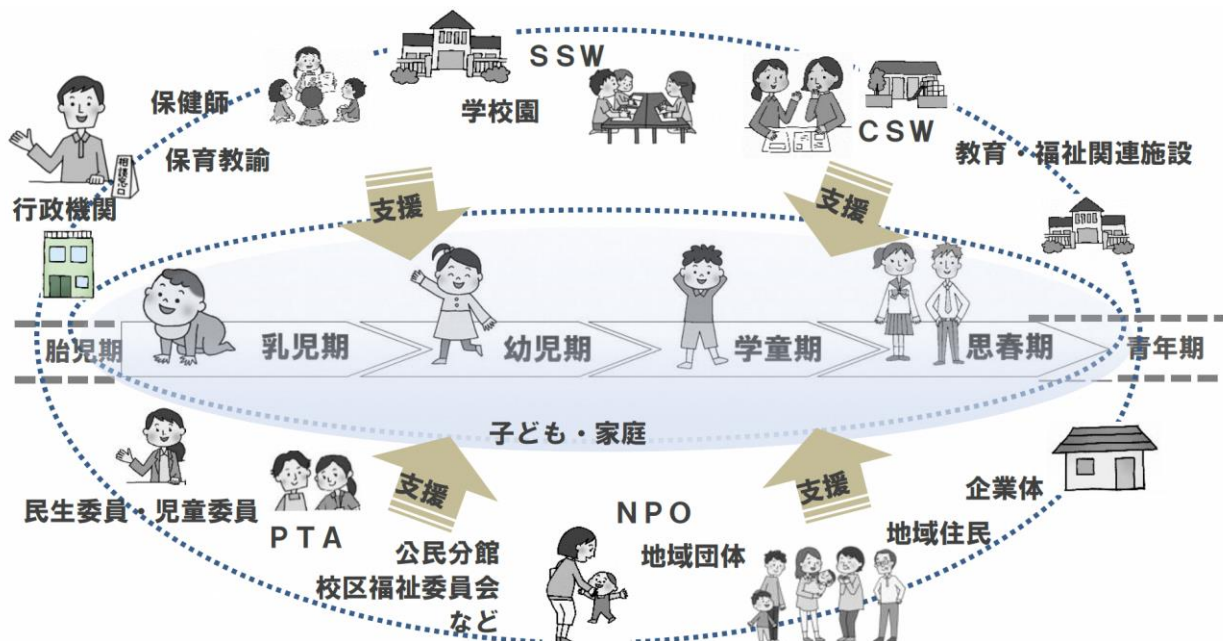 SSW
保健師
学校園
CSW
保育教諭
教育・福祉関連施設
相談窓口
行政機関
支援
支援
胎児期
乳児期
幼児期
学童期
思春期
青年期
子ども・家庭
民生委員・児童委員
PTA
支援
公民分館
校区福祉委員会
など
NPO
地域団体
支援
企業体
地域住民